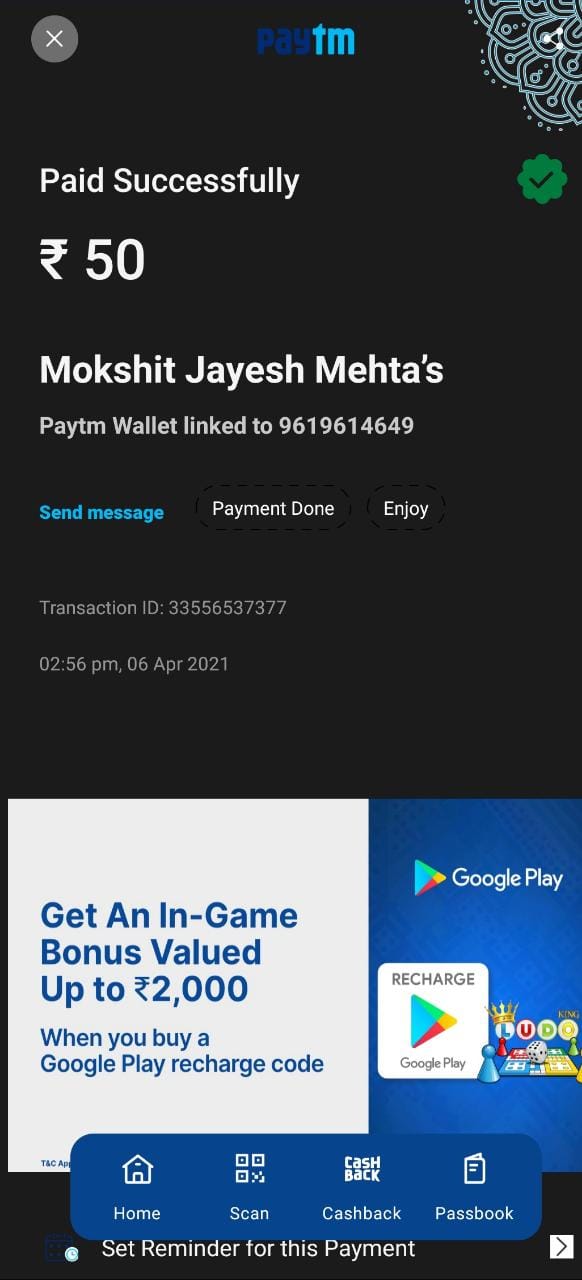 paytm
Paid Successfully
₹ 50
Mokshit Jayesh Mehta's
Paytm Wallet linked to 9619614649
Send message
Payment Done
Enjoy
Transaction ID: 33556537377
02:56 pm, 06 Apr 2021
Google Play
Get An In-Game
Bonus Valued
Up to ₹2,000
When you buy a
Google Play recharge code
RECHARGE
Google Play
LUDO
KING
T&C
Home
Scan
CASH
BACK
Cashback
Passbook
Set Reminder for this Payment